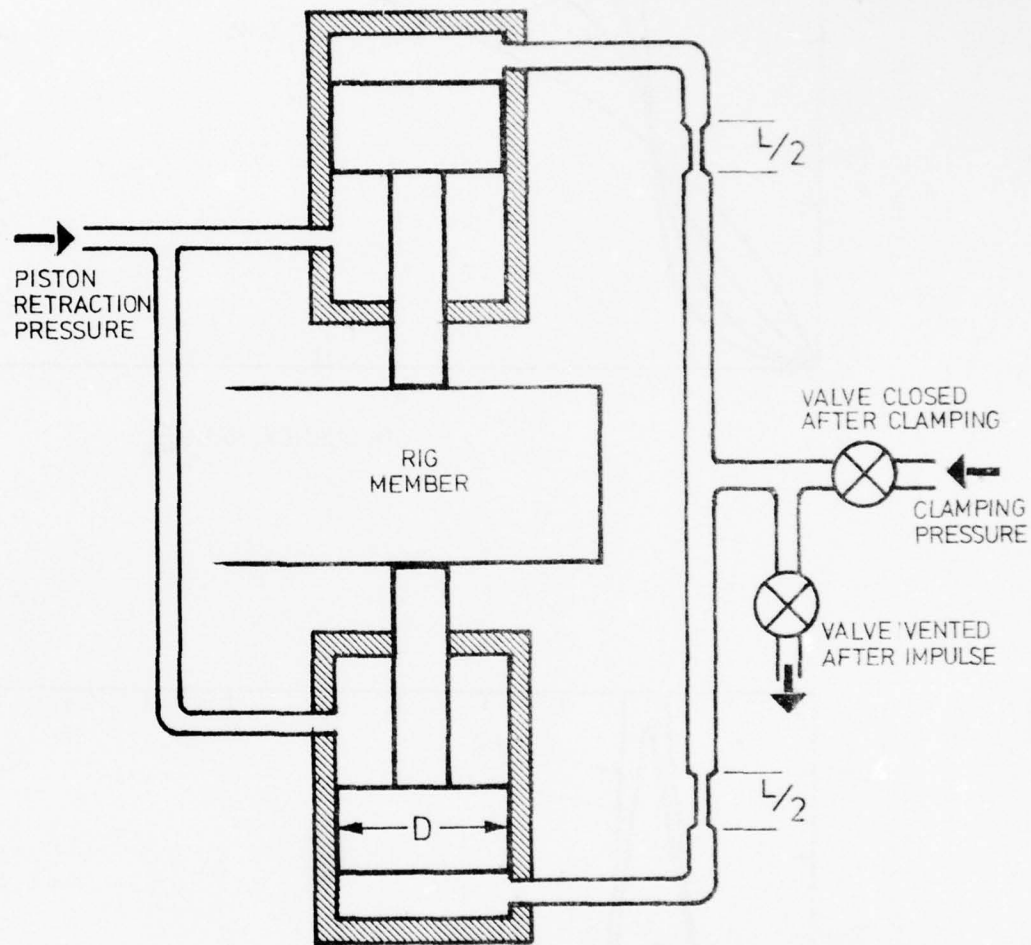 L/2
PISTON
RETRACTION
PRESSURE
VALVE CLOSED
AFTER CLAMPING
RIG
MEMBER
CLAMPING
PRESSURE
VALVE VENTED
AFTER IMPULSE
L/2
D